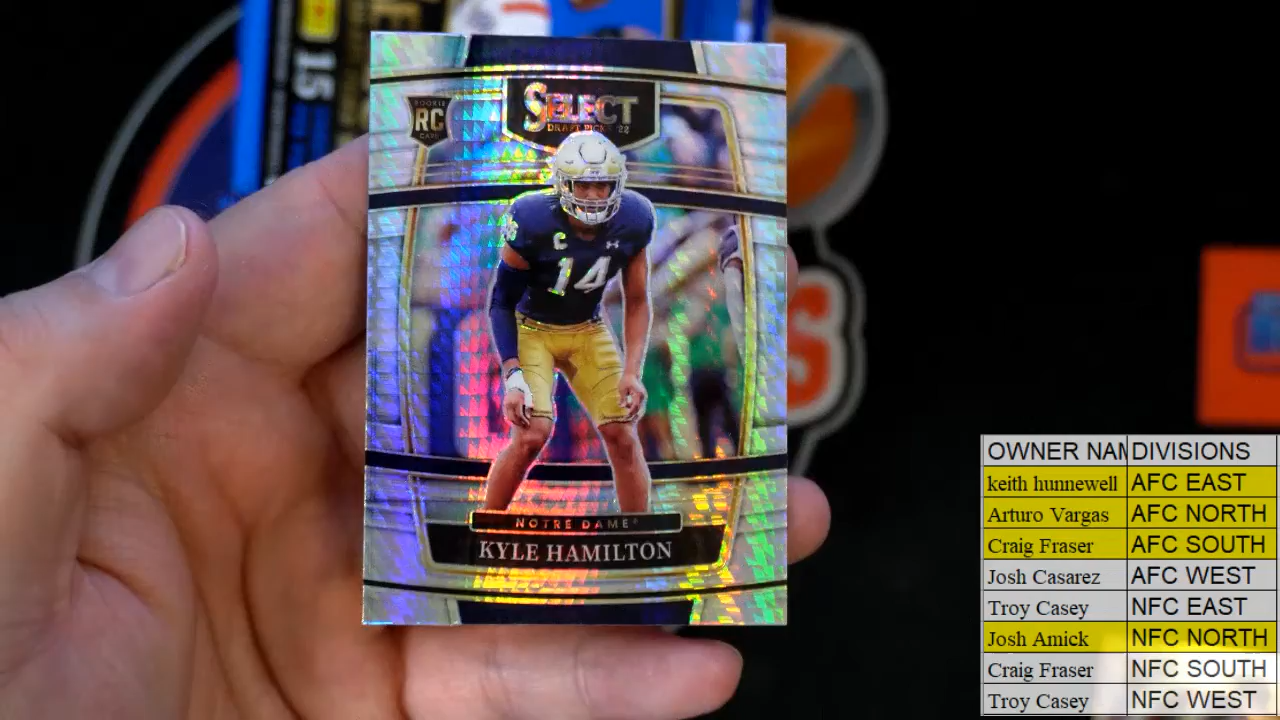 15
ROOKIE
RC
CARD
SELECT
DRAFT PICKS '22
C
14
NOTRE DAME
KYLE HAMILTON
S
OWNER NAM DIVISIONS
keith hunnewell AFC EAST
Arturo Vargas AFC NORTH
Craig Fraser AFC SOUTH
Josh Casarez AFC WEST
Troy Casey NFC EAST
Josh Amick NFC NORTH
Craig Fraser NFC SOUTH
Troy Casey NFC WEST